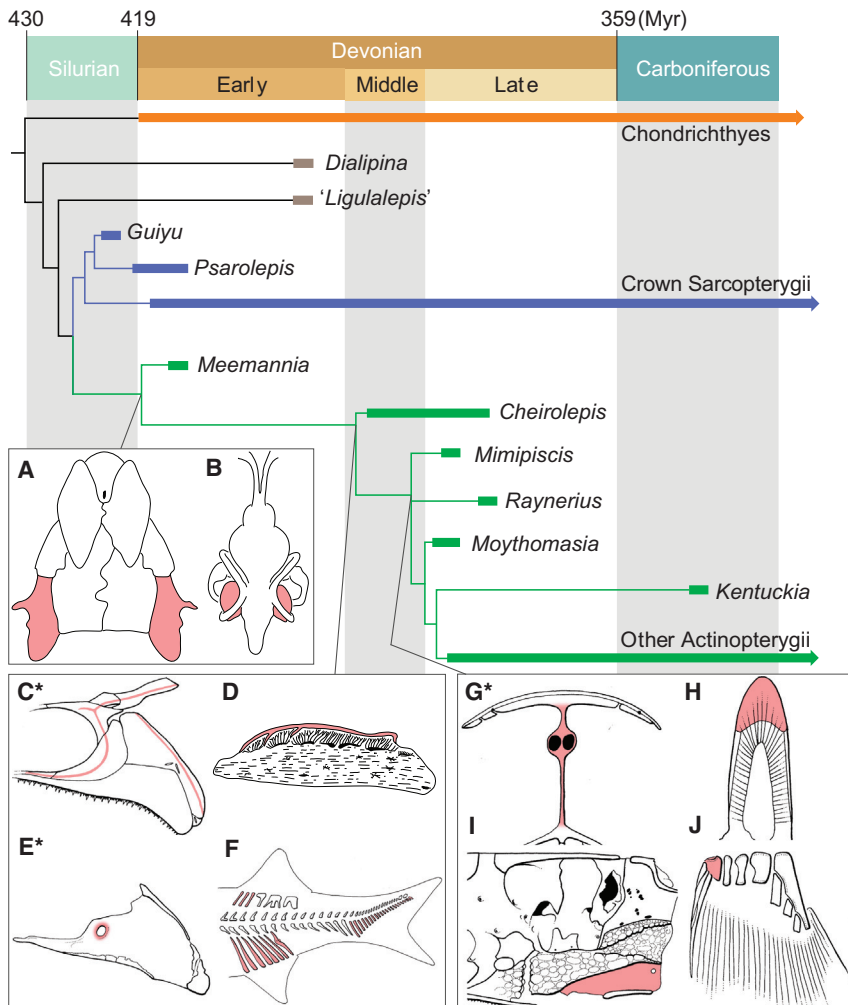 430 419 359(Myr)
Silurian Devonian Carboniferous
Early Middle Late
Chondrichthyes
Dialipina
‘Ligulalepis’
Guiyu
Psarolepis
Crown Sarcopterygii
Meemannia
Cheirolepis
Mimipiscis
Raynerius
Moythomasia
Kentuckia
Other Actinopterygii
A B
C* D
E* F
G* H
I J